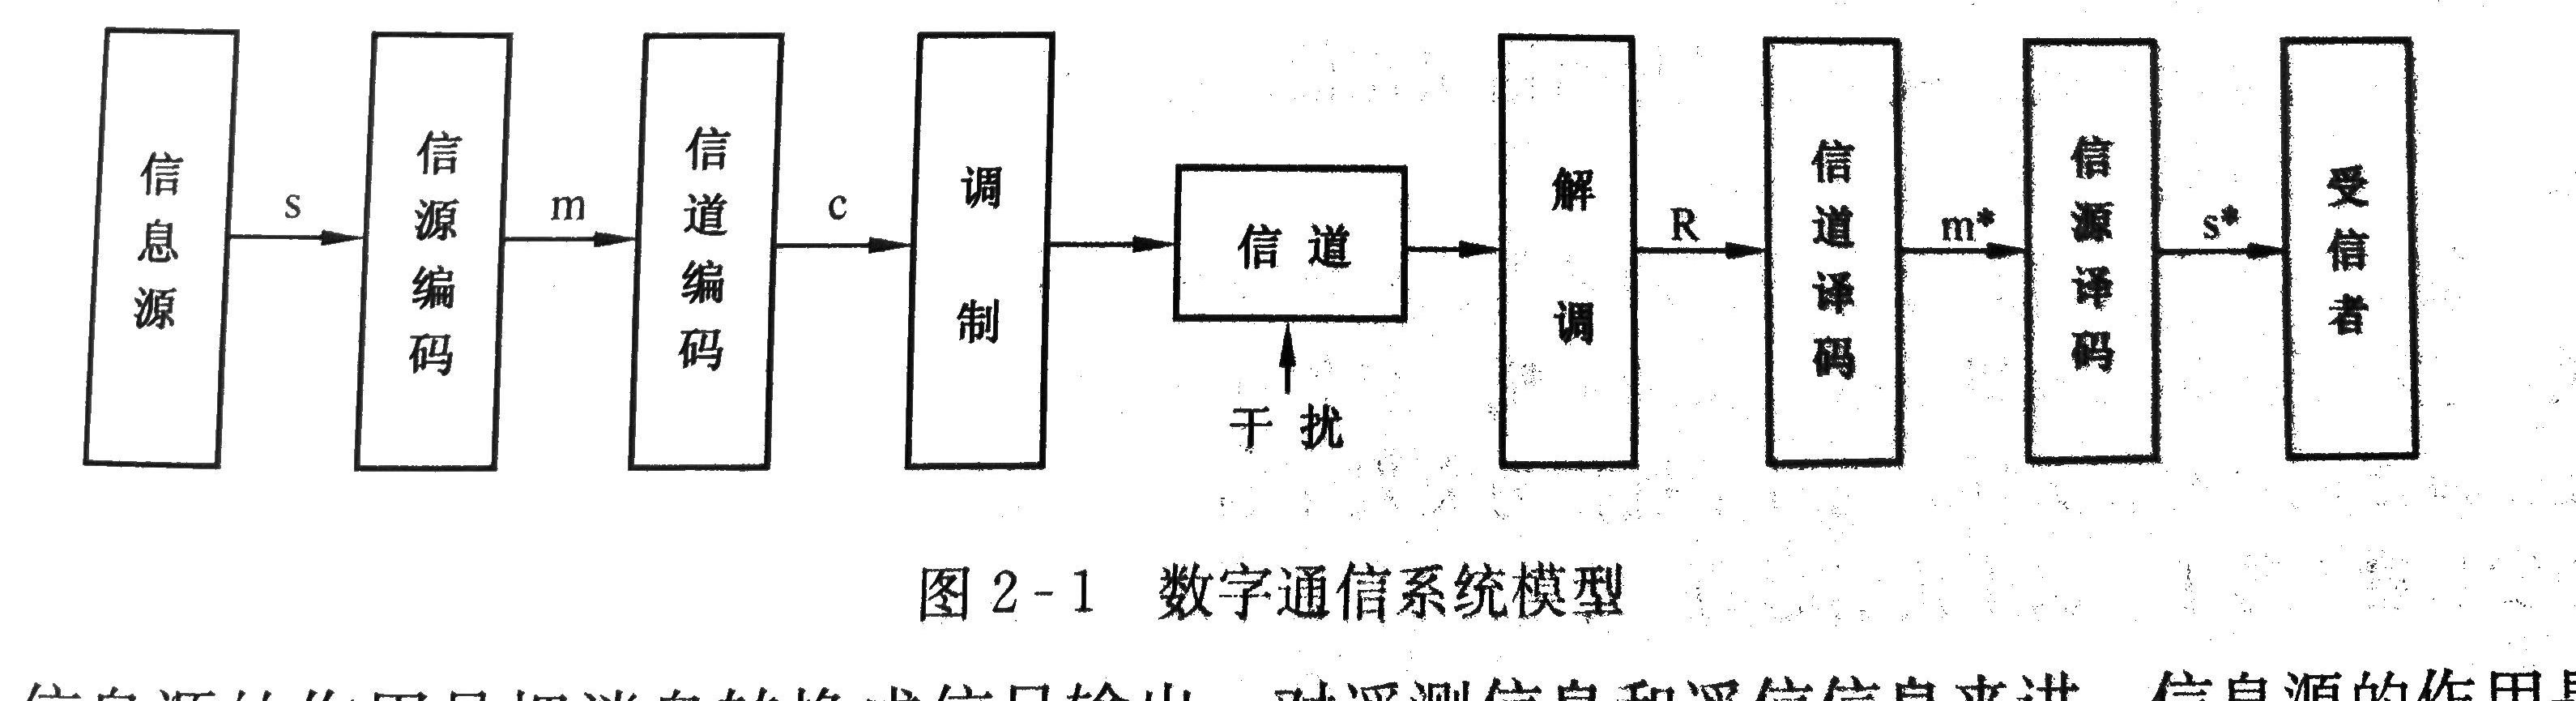 信息源
s
信源编码
m
信道编码
c
调制
信道
干扰
解调
R
信道译码
m*
信源译码
s*
受信者
图 2-1 数字通信系统模型